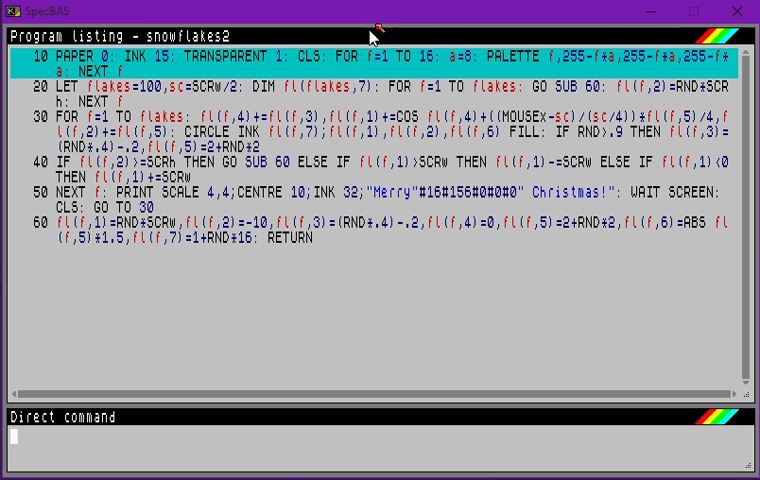 SpecBAS
Program listing - snowflakes2
10 PAPER 0: INK 15: TRANSPARENT 1: CLS: FOR f=1 TO 16: a=8: PALETTE f,255-f*a,255-f*a,255-f*
a: NEXT f
20 LET flakes=100,sc=SCRw/2: DIM fl(flakes,7): FOR f=1 TO flakes: GO SUB 60: fl(f,2)=RND*SCR
h: NEXT f
30 FOR f=1 TO flakes: fl(f,4)+=fl(f,3),fl(f,1)+=COS fl(f,4)+((MOUSEx-sc)/(sc/4))*fl(f,5)/4,f
l(f,2)+=fl(f,5): CIRCLE INK fl(f,7);fl(f,1),fl(f,2),fl(f,6) FILL: IF RND>.9 THEN fl(f,3)=
(RND*.4)-.2,fl(f,5)=2+RND*2
40 IF fl(f,2)>=SCRh THEN GO SUB 60 ELSE IF fl(f,1)>SCRw THEN fl(f,1)-=SCRw ELSE IF fl(f,1)<0
THEN fl(f,1)+=SCRw
50 NEXT f: PRINT SCALE 4,4;CENTRE 10;INK 32;"Merry"#16#156#0#0#0" Christmas!": WAIT SCREEN:
CLS: GO TO 30
60 fl(f,1)=RND*SCRw,fl(f,2)=-10,fl(f,3)=(RND*.4)-.2,fl(f,4)=0,fl(f,5)=2+RND*2,fl(f,6)=ABS fl
(f,5)*1.5,fl(f,7)=1+RND*16: RETURN
Direct command